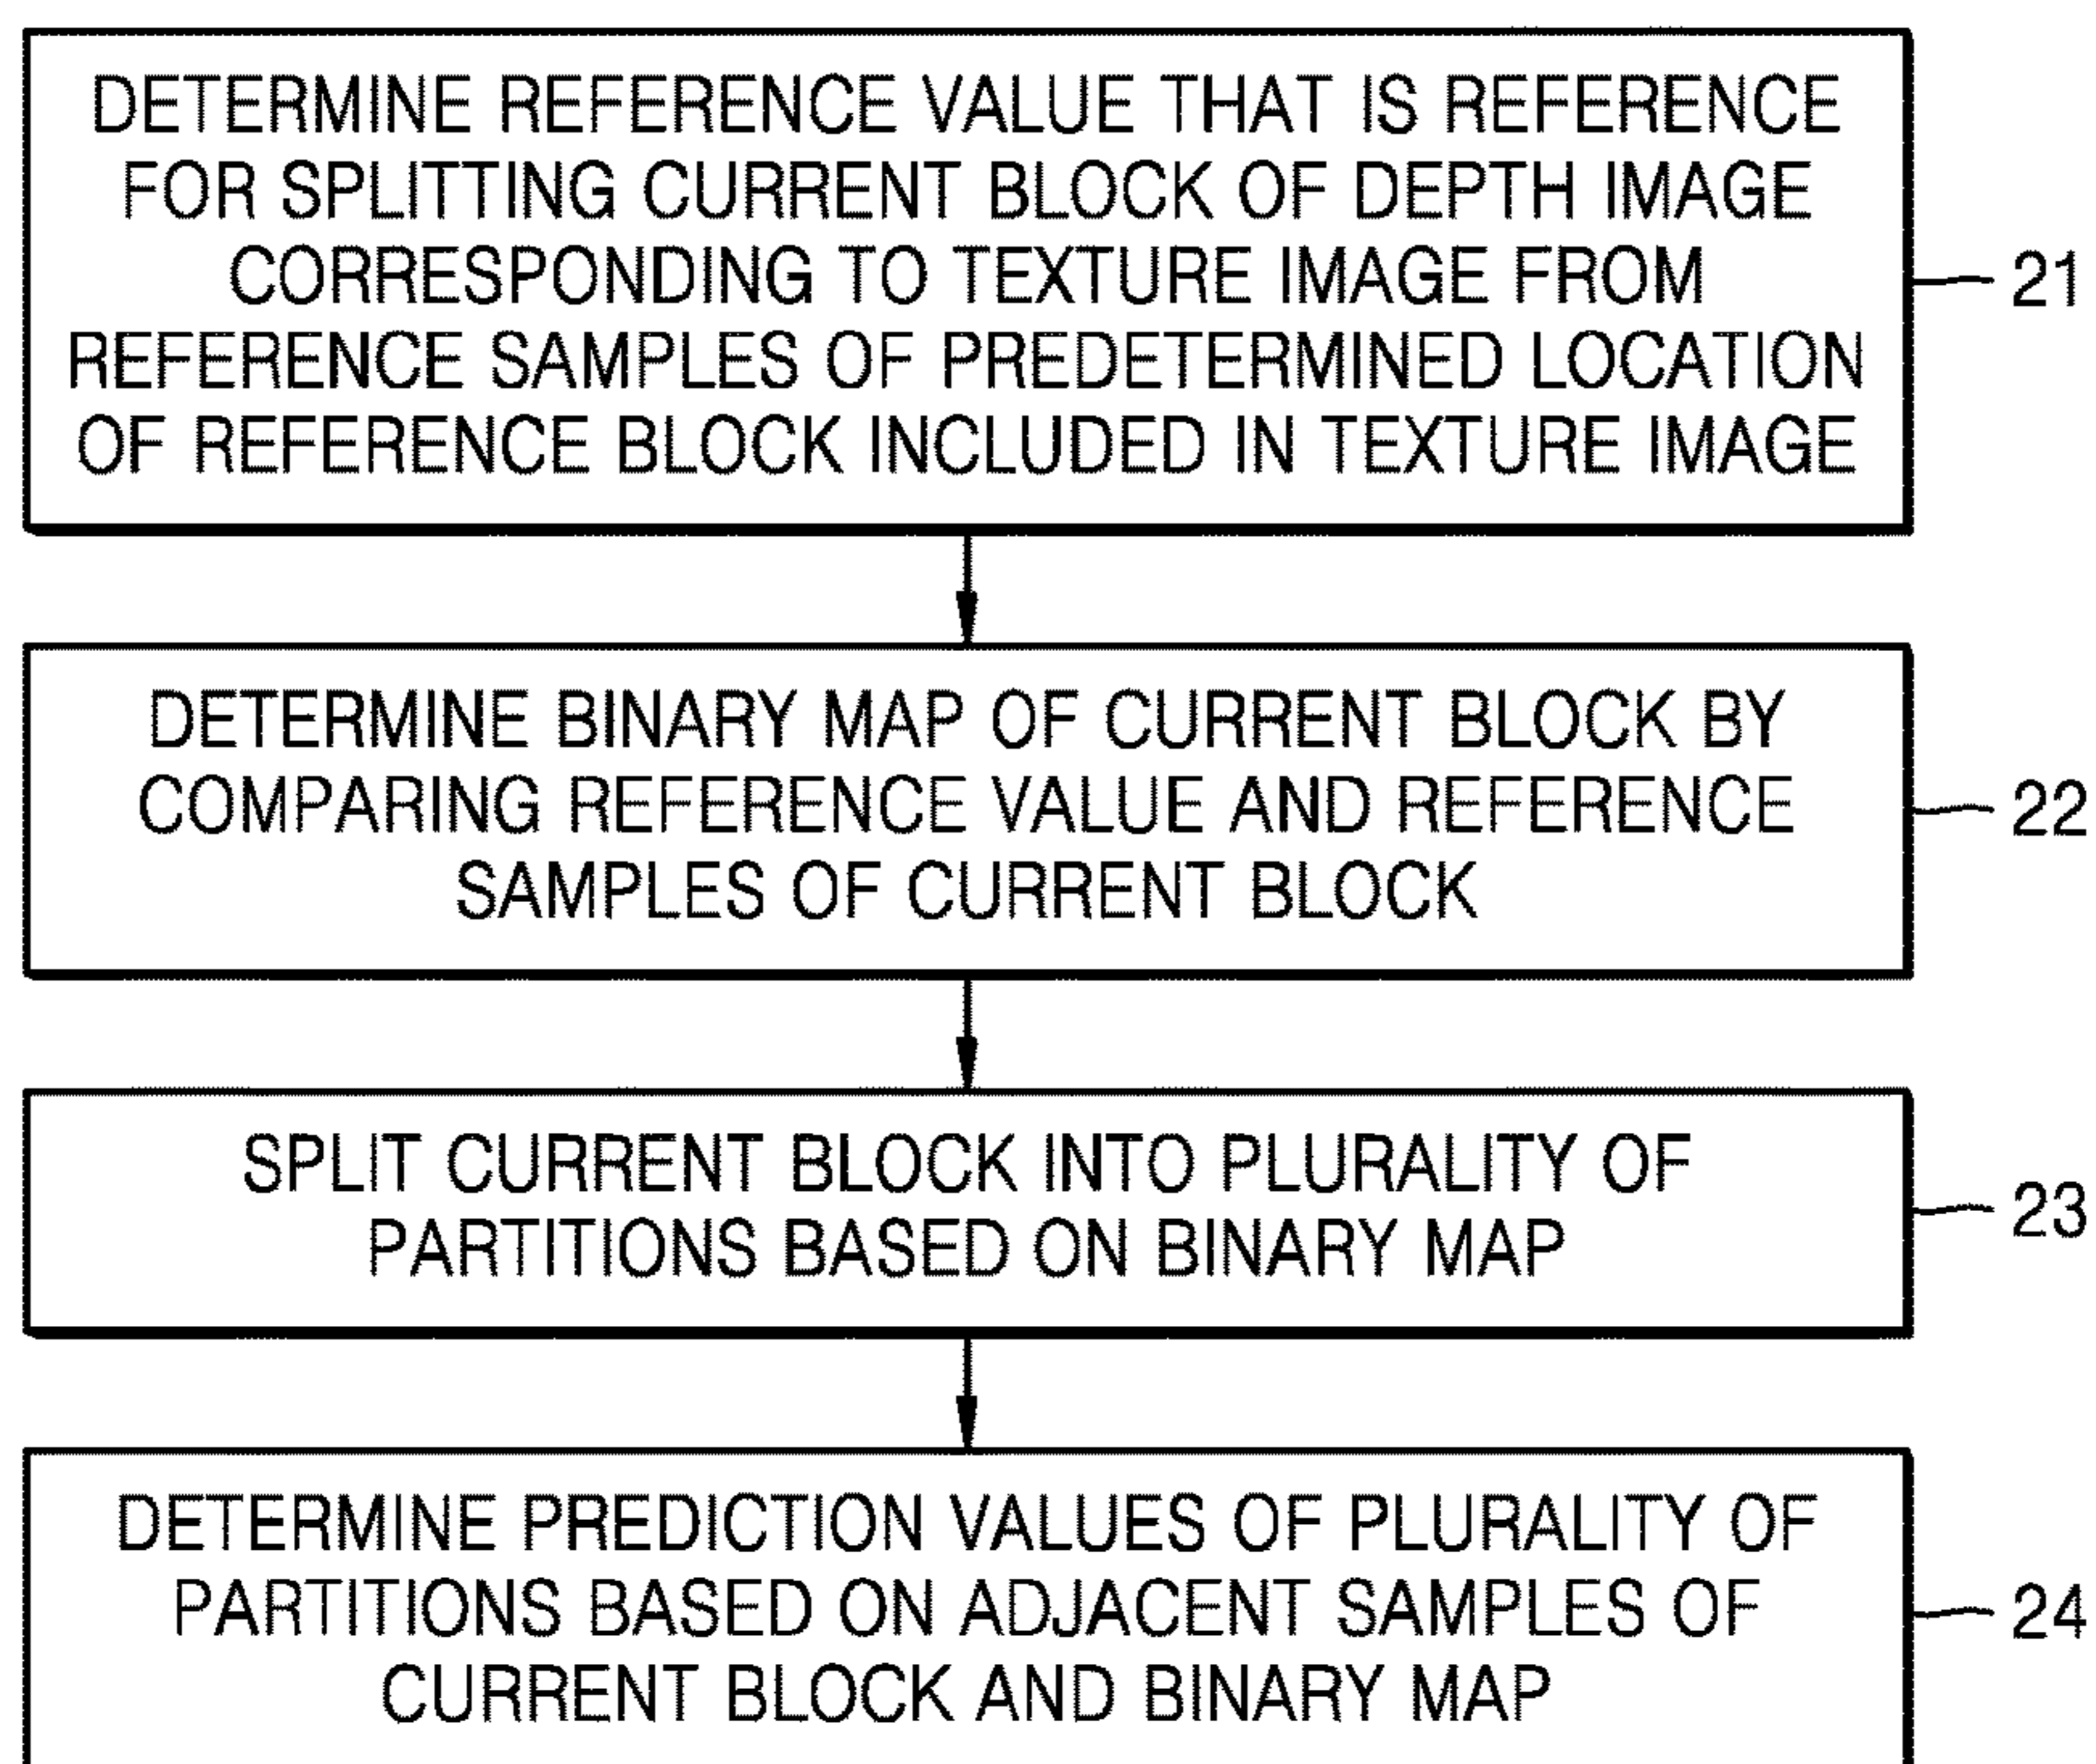 DETERMINE REFERENCE VALUE THAT IS REFERENCE
FOR SPLITTING CURRENT BLOCK OF DEPTH IMAGE
CORRESPONDING TO TEXTURE IMAGE FROM
REFERENCE SAMPLES OF PREDETERMINED LOCATION
OF REFERENCE BLOCK INCLUDED IN TEXTURE IMAGE
21
DETERMINE BINARY MAP OF CURRENT BLOCK BY
COMPARING REFERENCE VALUE AND REFERENCE
SAMPLES OF CURRENT BLOCK
22
SPLIT CURRENT BLOCK INTO PLURALITY OF
PARTITIONS BASED ON BINARY MAP
23
DETERMINE PREDICTION VALUES OF PLURALITY OF
PARTITIONS BASED ON ADJACENT SAMPLES OF
CURRENT BLOCK AND BINARY MAP
24